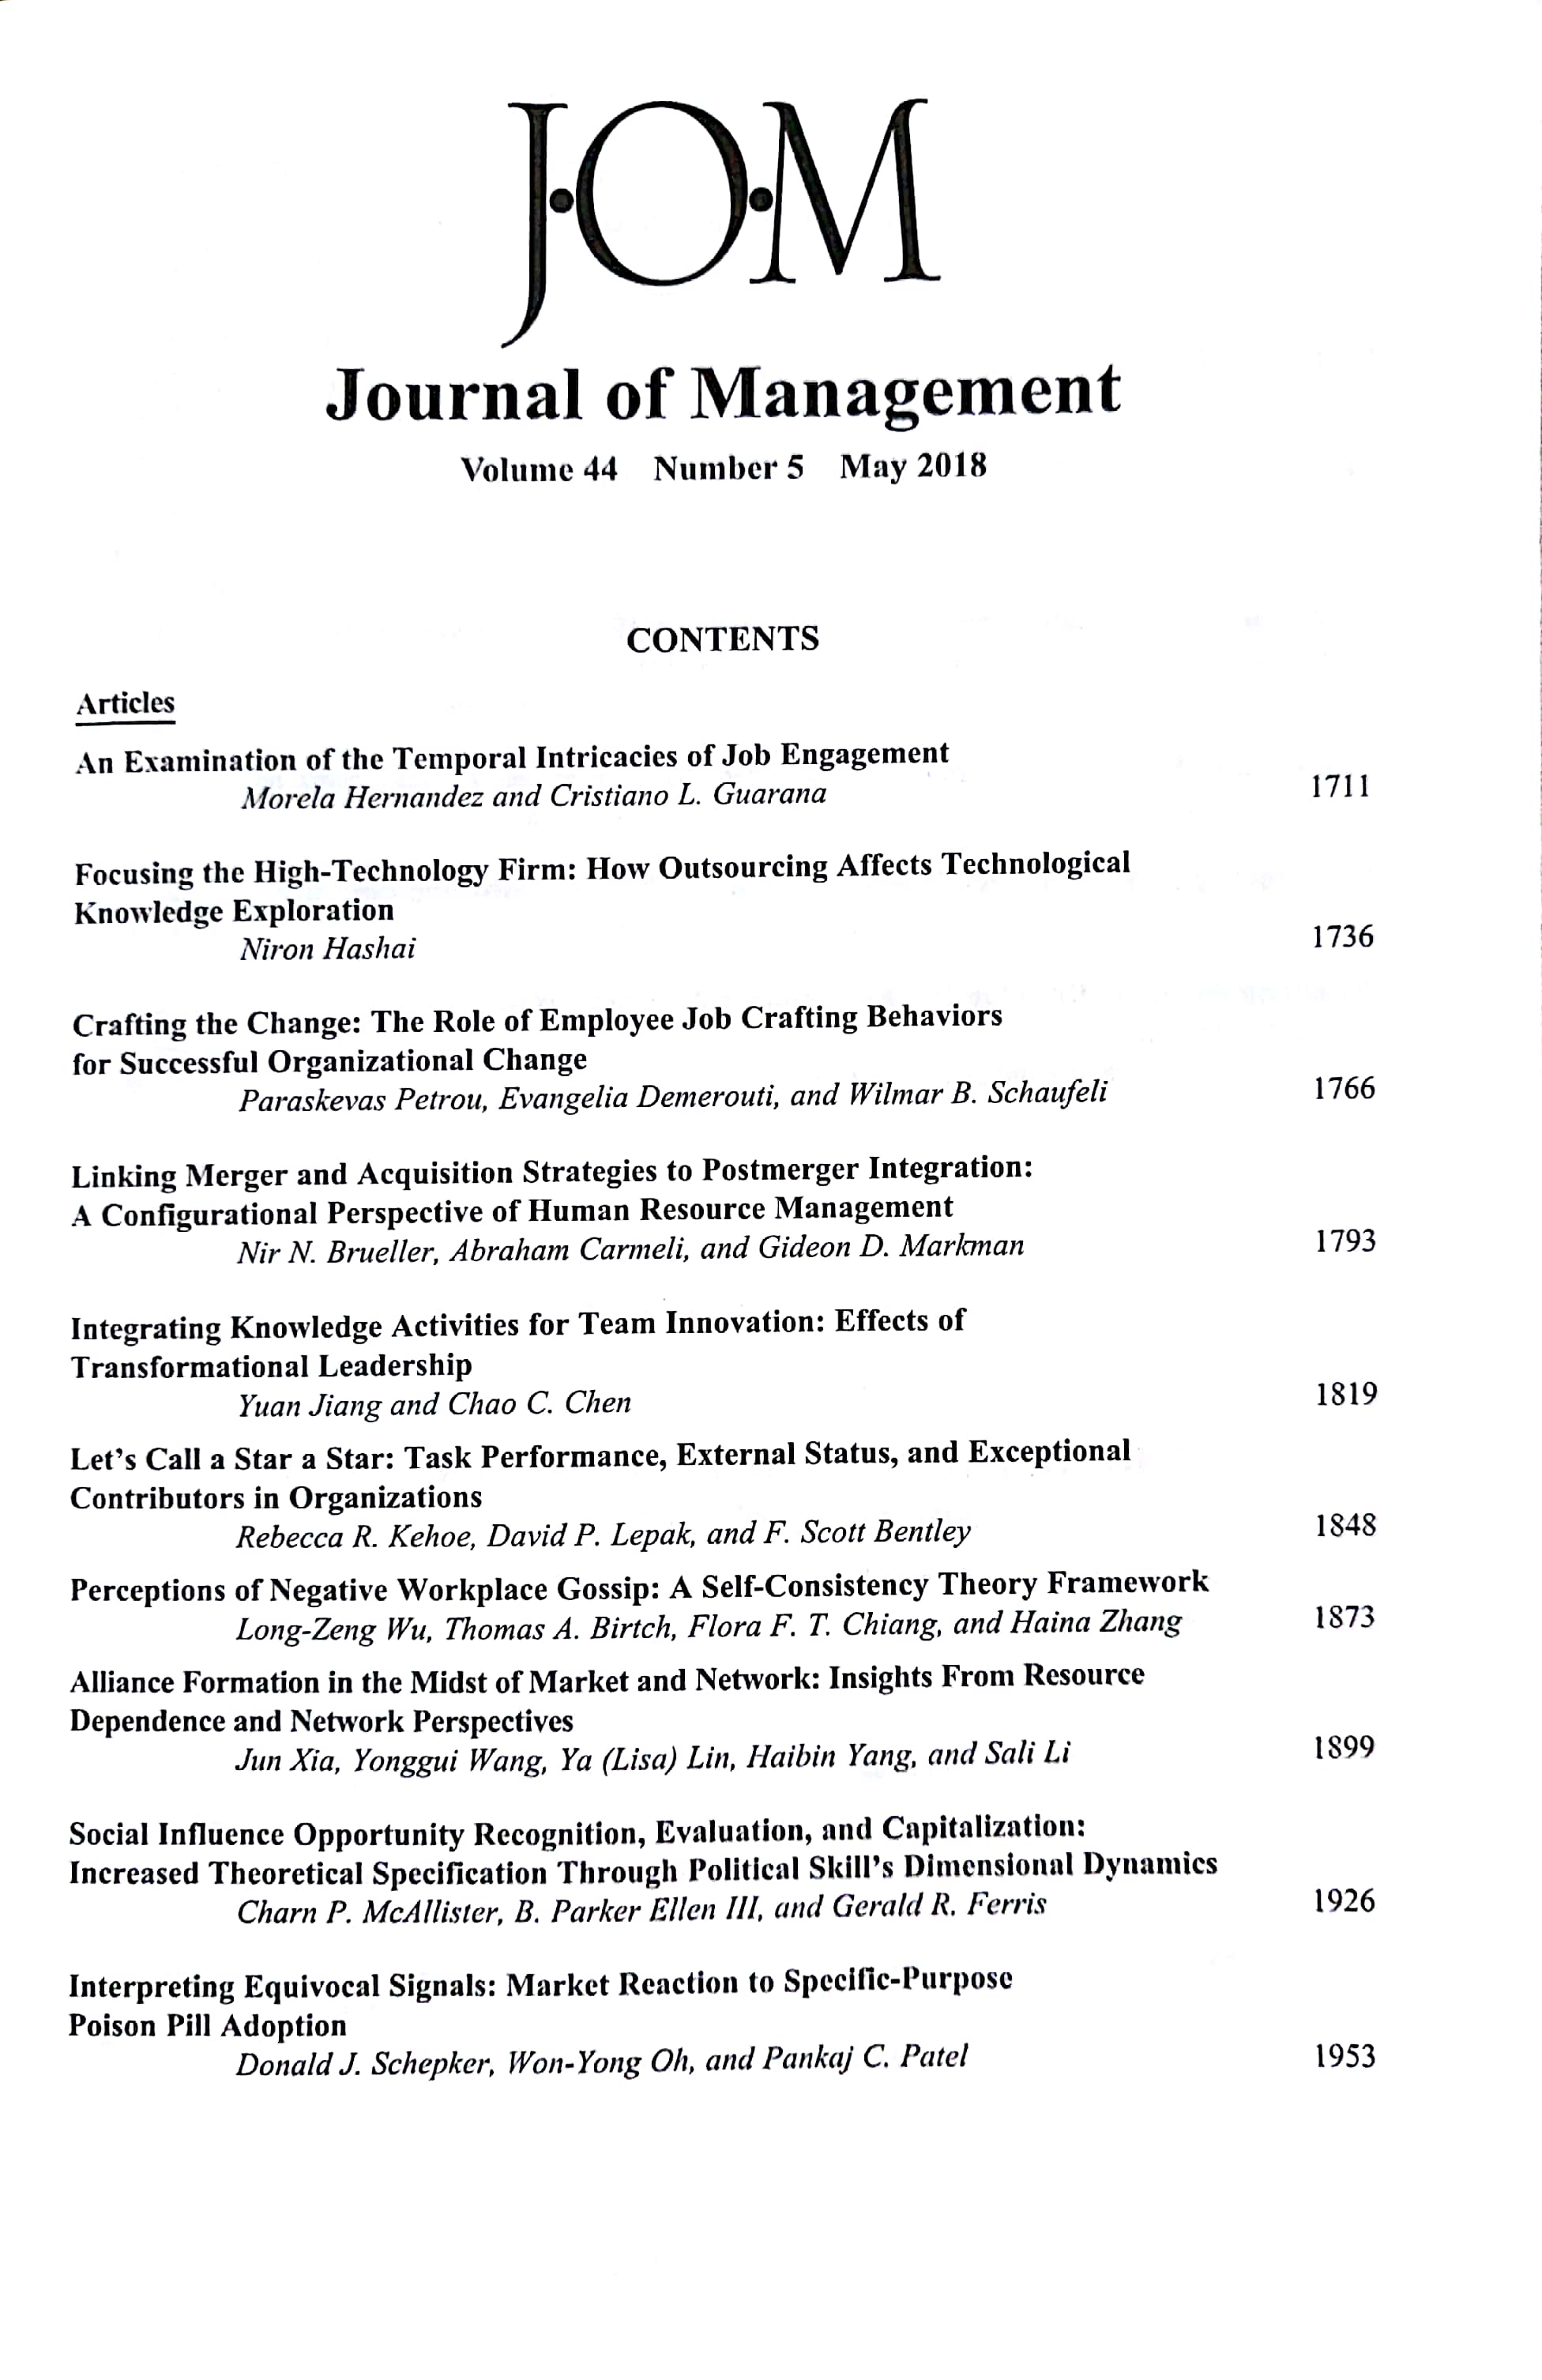 J·O·M
Journal of Management
Volume 44 Number 5 May 2018
CONTENTS
Articles
An Examination of the Temporal Intricacies of Job Engagement
Morela Hernandez and Cristiano L. Guarana 1711
Focusing the High-Technology Firm: How Outsourcing Affects Technological
Knowledge Exploration
Niron Hashai 1736
Crafting the Change: The Role of Employee Job Crafting Behaviors
for Successful Organizational Change
Paraskevas Petrou, Evangelia Demerouti, and Wilmar B. Schaufeli 1766
Linking Merger and Acquisition Strategies to Postmerger Integration:
A Configurational Perspective of Human Resource Management
Nir N. Brueller, Abraham Carmeli, and Gideon D. Markman 1793
Integrating Knowledge Activities for Team Innovation: Effects of
Transformational Leadership
Yuan Jiang and Chao C. Chen 1819
Let's Call a Star a Star: Task Performance, External Status, and Exceptional
Contributors in Organizations
Rebecca R. Kehoe, David P. Lepak, and F. Scott Bentley 1848
Perceptions of Negative Workplace Gossip: A Self-Consistency Theory Framework
Long-Zeng Wu, Thomas A. Birtch, Flora F. T. Chiang, and Haina Zhang 1873
Alliance Formation in the Midst of Market and Network: Insights From Resource
Dependence and Network Perspectives
Jun Xia, Yonggui Wang, Ya (Lisa) Lin, Haibin Yang, and Sali Li 1899
Social Influence Opportunity Recognition, Evaluation, and Capitalization:
Increased Theoretical Specification Through Political Skill's Dimensional Dynamics
Charn P. McAllister, B. Parker Ellen III, and Gerald R. Ferris 1926
Interpreting Equivocal Signals: Market Reaction to Specific-Purpose
Poison Pill Adoption
Donald J. Schepker, Won-Yong Oh, and Pankaj C. Patel 1953